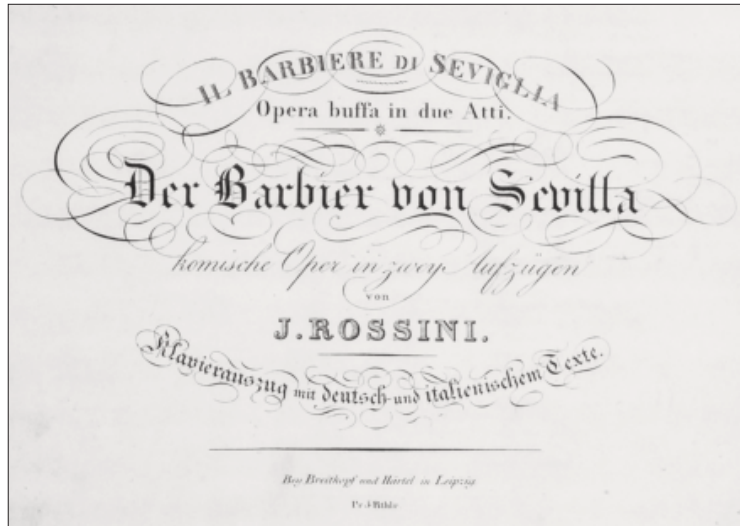 IL BARBIERE DI SEVIGLIA
Opera buffa in due Atti.
Der Barbier von Sevilla
komische Oper in zwey Aufzügen
von
J. ROSSINI.
Klavierauszug mit deutsch und italienischem Texte.
Bey Breitkopf und Härtel in Leipzig